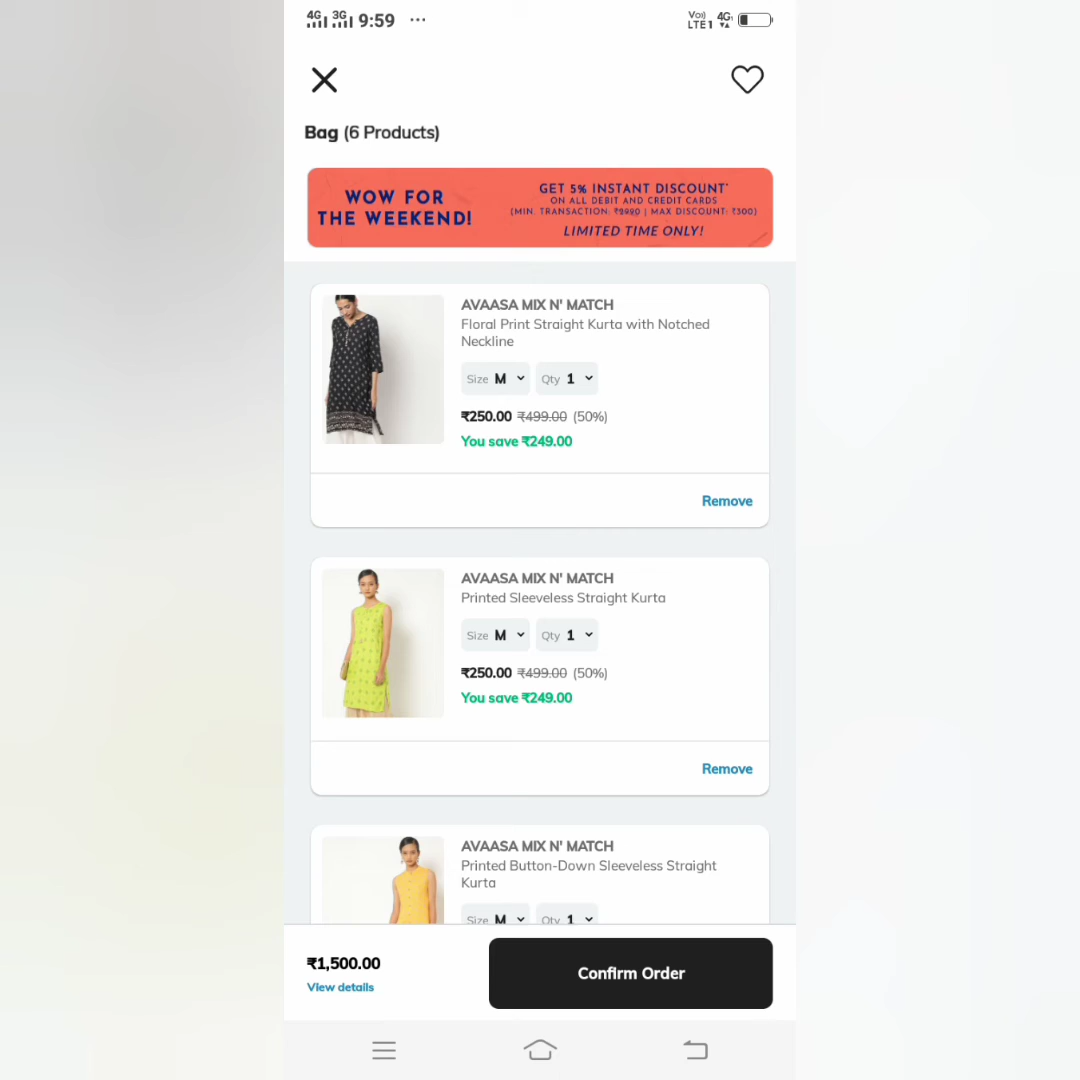 4G 3G 9:59 ...
Vo)) LTE1 4G
Bag (6 Products)
WOW FOR
THE WEEKEND!
GET 5% INSTANT DISCOUNT*
ON ALL DEBIT AND CREDIT CARDS
(MIN. TRANSACTION: ₹2990 | MAX DISCOUNT: ₹300)
LIMITED TIME ONLY!
AVAASA MIX N' MATCH
Floral Print Straight Kurta with Notched
Neckline
Size M Qty 1
₹250.00 ₹499.00 (50%)
You save ₹249.00
Remove
AVAASA MIX N' MATCH
Printed Sleeveless Straight Kurta
Size M Qty 1
₹250.00 ₹499.00 (50%)
You save ₹249.00
Remove
AVAASA MIX N' MATCH
Printed Button-Down Sleeveless Straight
Kurta
Size M Qty 1
₹1,500.00
View details
Confirm Order